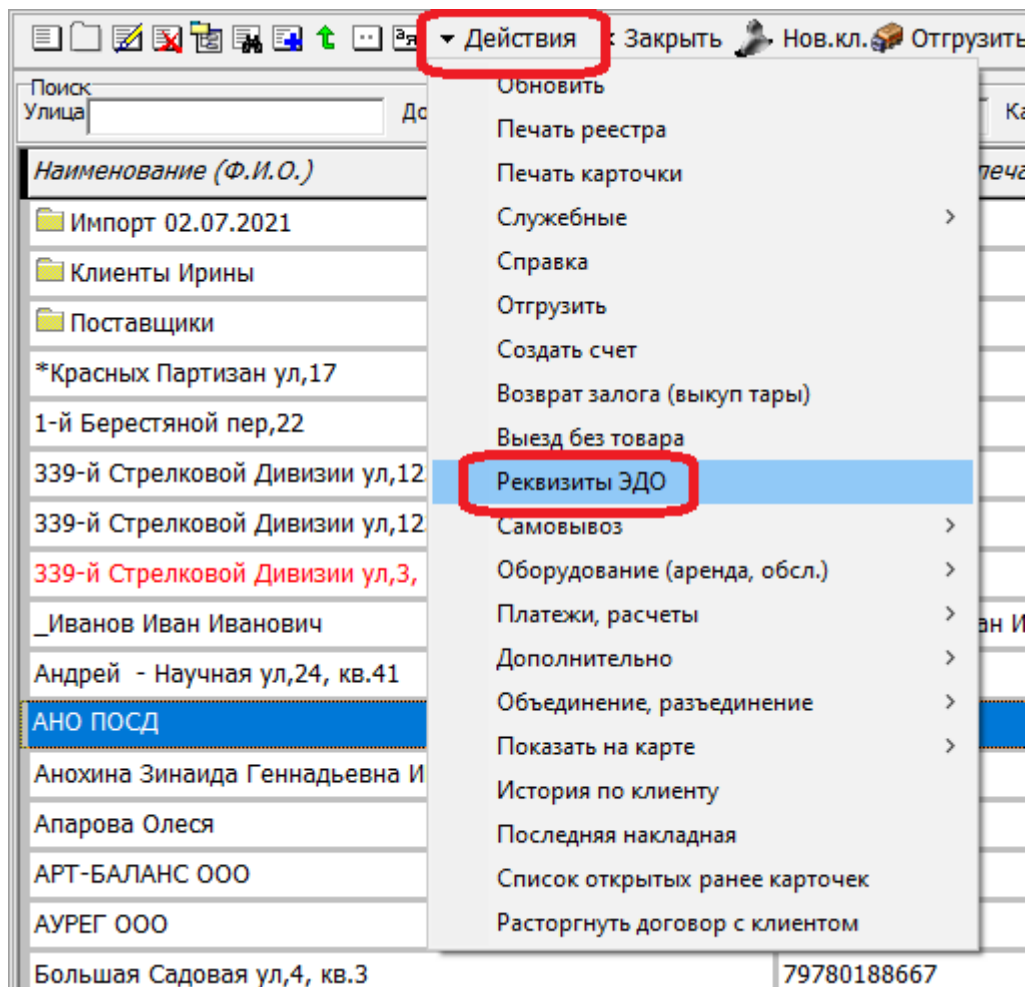 Действия Закрыть Нов.кл. Отгрузить
Поиск
Улица
Наименование (Ф.И.О.)
Импорт 02.07.2021
Клиенты Ирины
Поставщики
*Красных Партизан ул,17
1-й Берестяной пер,22
339-й Стрелковой Дивизии ул,12
339-й Стрелковой Дивизии ул,12
339-й Стрелковой Дивизии ул,3,
_Иванов Иван Иванович
Андрей - Научная ул,24, кв.41
АНО ПОСД
Анохина Зинаида Геннадьевна И
Апарова Олеся
АРТ-БАЛАНС ООО
АУРЕГ ООО
Большая Садовая ул,4, кв.3 79780188667
Обновить
Печать реестра
Печать карточки
Служебные
Справка
Отгрузить
Создать счет
Возврат залога (выкуп тары)
Выезд без товара
Реквизиты ЭДО
Самовывоз
Оборудование (аренда, обсл.)
Платежи, расчеты
Дополнительно
Объединение, разъединение
Показать на карте
История по клиенту
Последняя накладная
Список открытых ранее карточек
Расторгнуть договор с клиентом